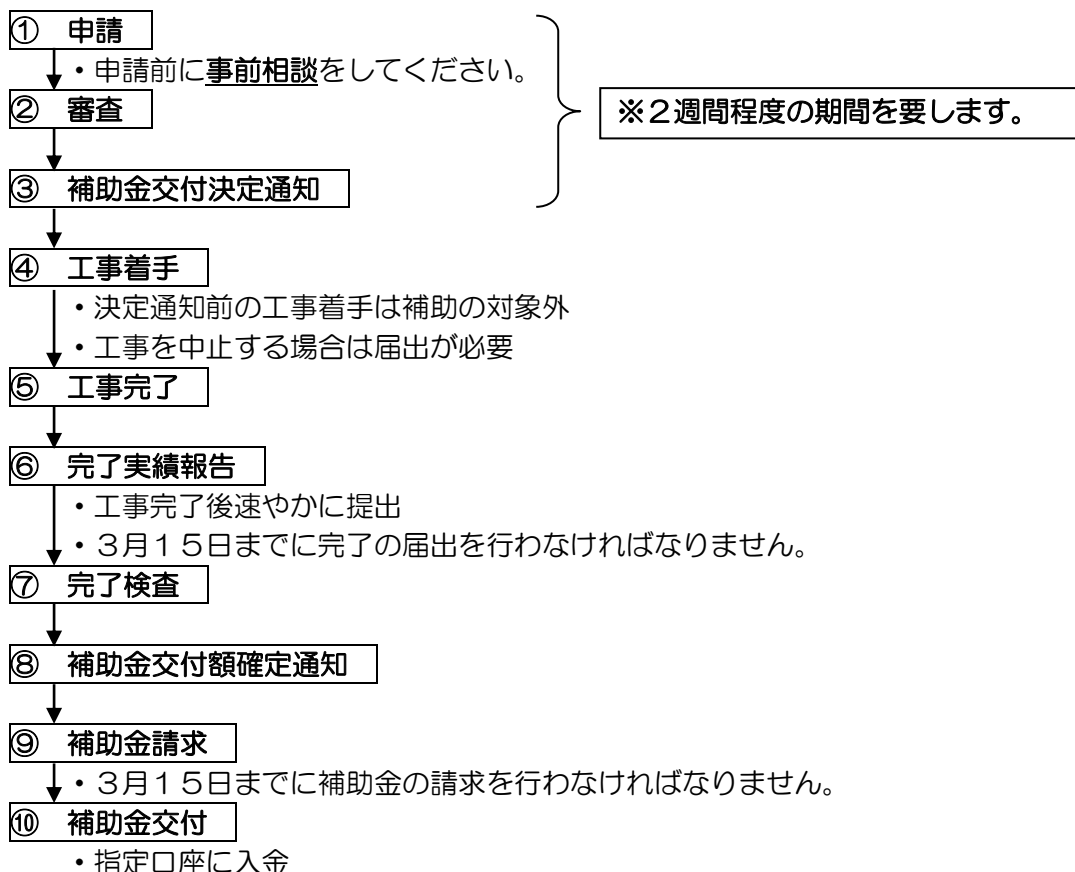 ① 申請
・申請前に事前相談をしてください。
② 審査
※２週間程度の期間を要します。
③ 補助金交付決定通知
④ 工事着手
・決定通知前の工事着手は補助の対象外
・工事を中止する場合は届出が必要
⑤ 工事完了
⑥ 完了実績報告
・工事完了後速やかに提出
・３月１５日までに完了の届出を行わなければなりません。
⑦ 完了検査
⑧ 補助金交付額確定通知
⑨ 補助金請求
・３月１５日までに補助金の請求を行わなければなりません。
⑩ 補助金交付
・指定口座に入金